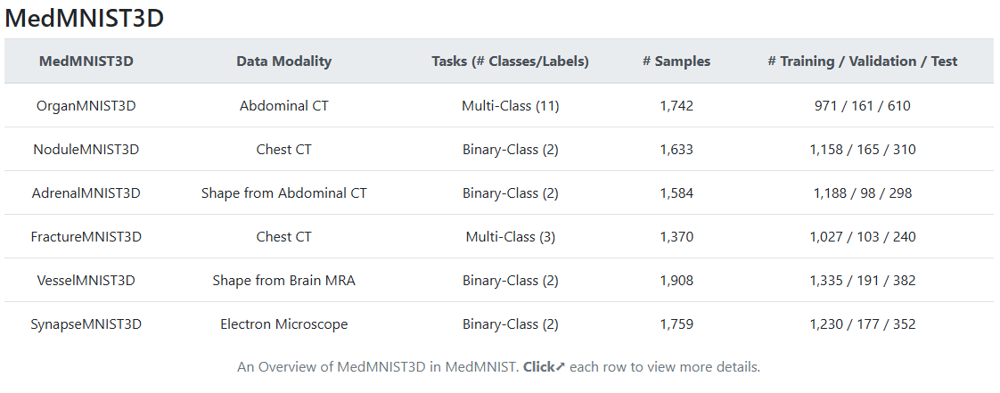 MedMNIST3D
MedMNIST3D Data Modality Tasks (# Classes/Labels) # Samples # Training / Validation / Test
OrganMNIST3D Abdominal CT Multi-Class (11) 1,742 971 / 161 / 610
NoduleMNIST3D Chest CT Binary-Class (2) 1,633 1,158 / 165 / 310
AdrenalMNIST3D Shape from Abdominal CT Binary-Class (2) 1,584 1,188 / 98 / 298
FractureMNIST3D Chest CT Multi-Class (3) 1,370 1,027 / 103 / 240
VesselMNIST3D Shape from Brain MRA Binary-Class (2) 1,908 1,335 / 191 / 382
SynapseMNIST3D Electron Microscope Binary-Class (2) 1,759 1,230 / 177 / 352
An Overview of MedMNIST3D in MedMNIST. Click⤢ each row to view more details.